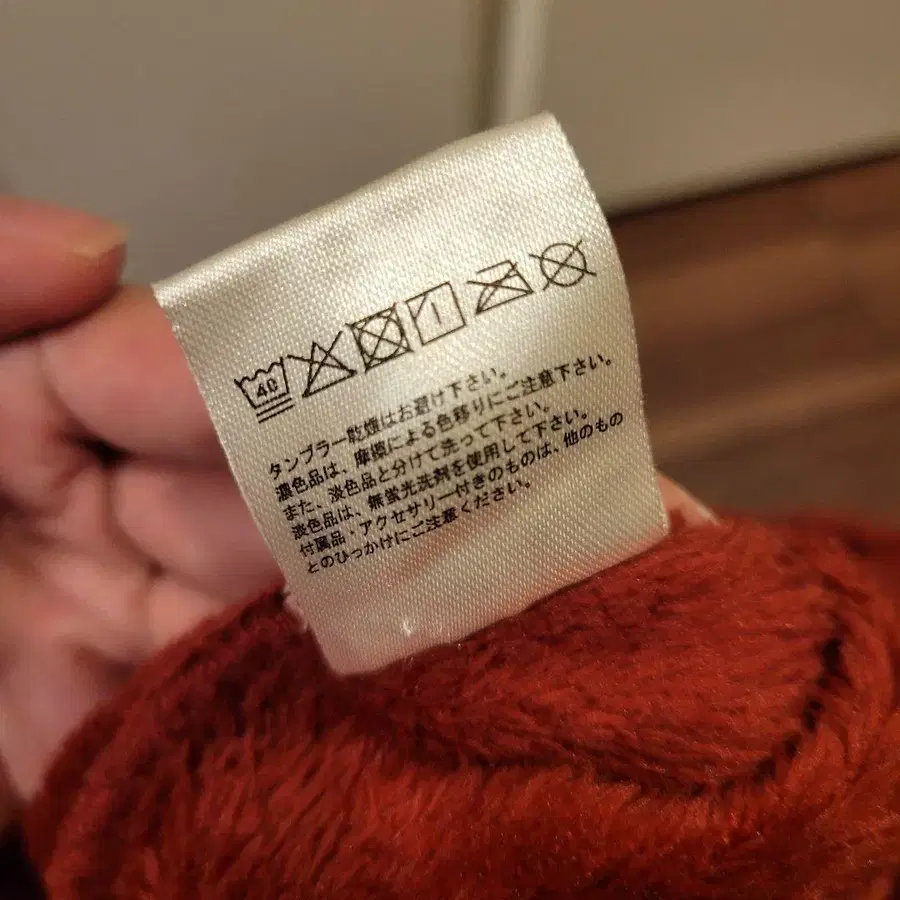 40
タンブラー乾燥はお避け下さい。
濃色品は、摩擦による色移りにご注意下さい。
また、淡色品と分けて洗って下さい。
淡色品は、無蛍光洗剤を使用して下さい。
付属品・アクセサリー付きのものは、他のもの
とのひっかけにご注意ください。